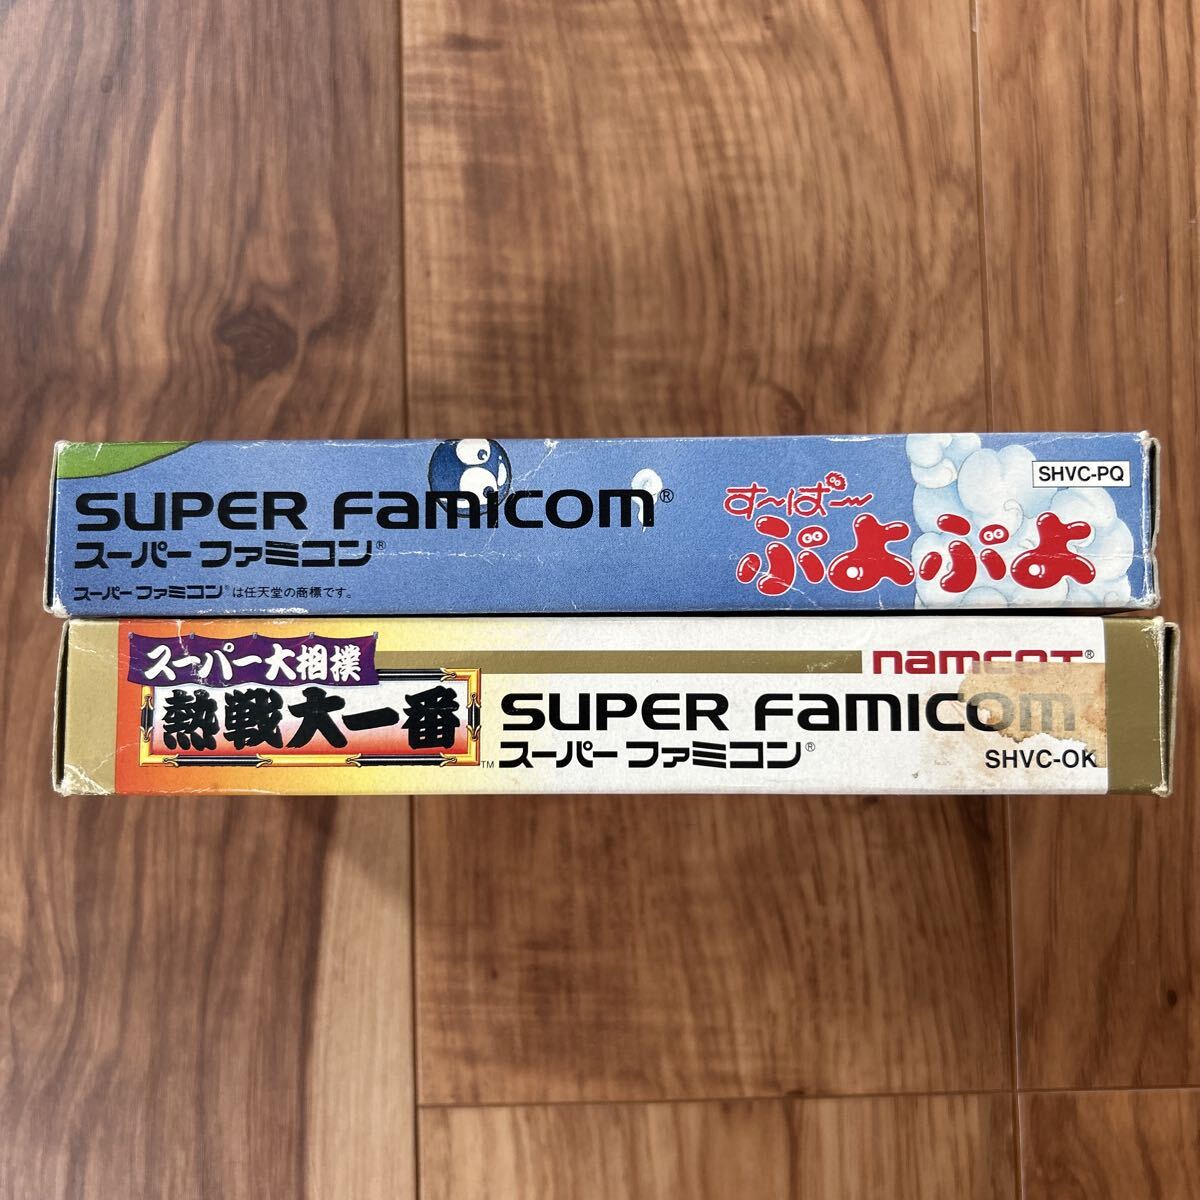 SUPER FAMICOM®
スーパーファミコン®
スーパーファミコン®は任天堂の商標です。
す〜ぱ〜
ぷよぷよ
SHVC-PQ
スーパー大相撲
熱戦大一番
TM
namcot®
SUPER FAMICOM®
スーパーファミコン®
SHVC-OK